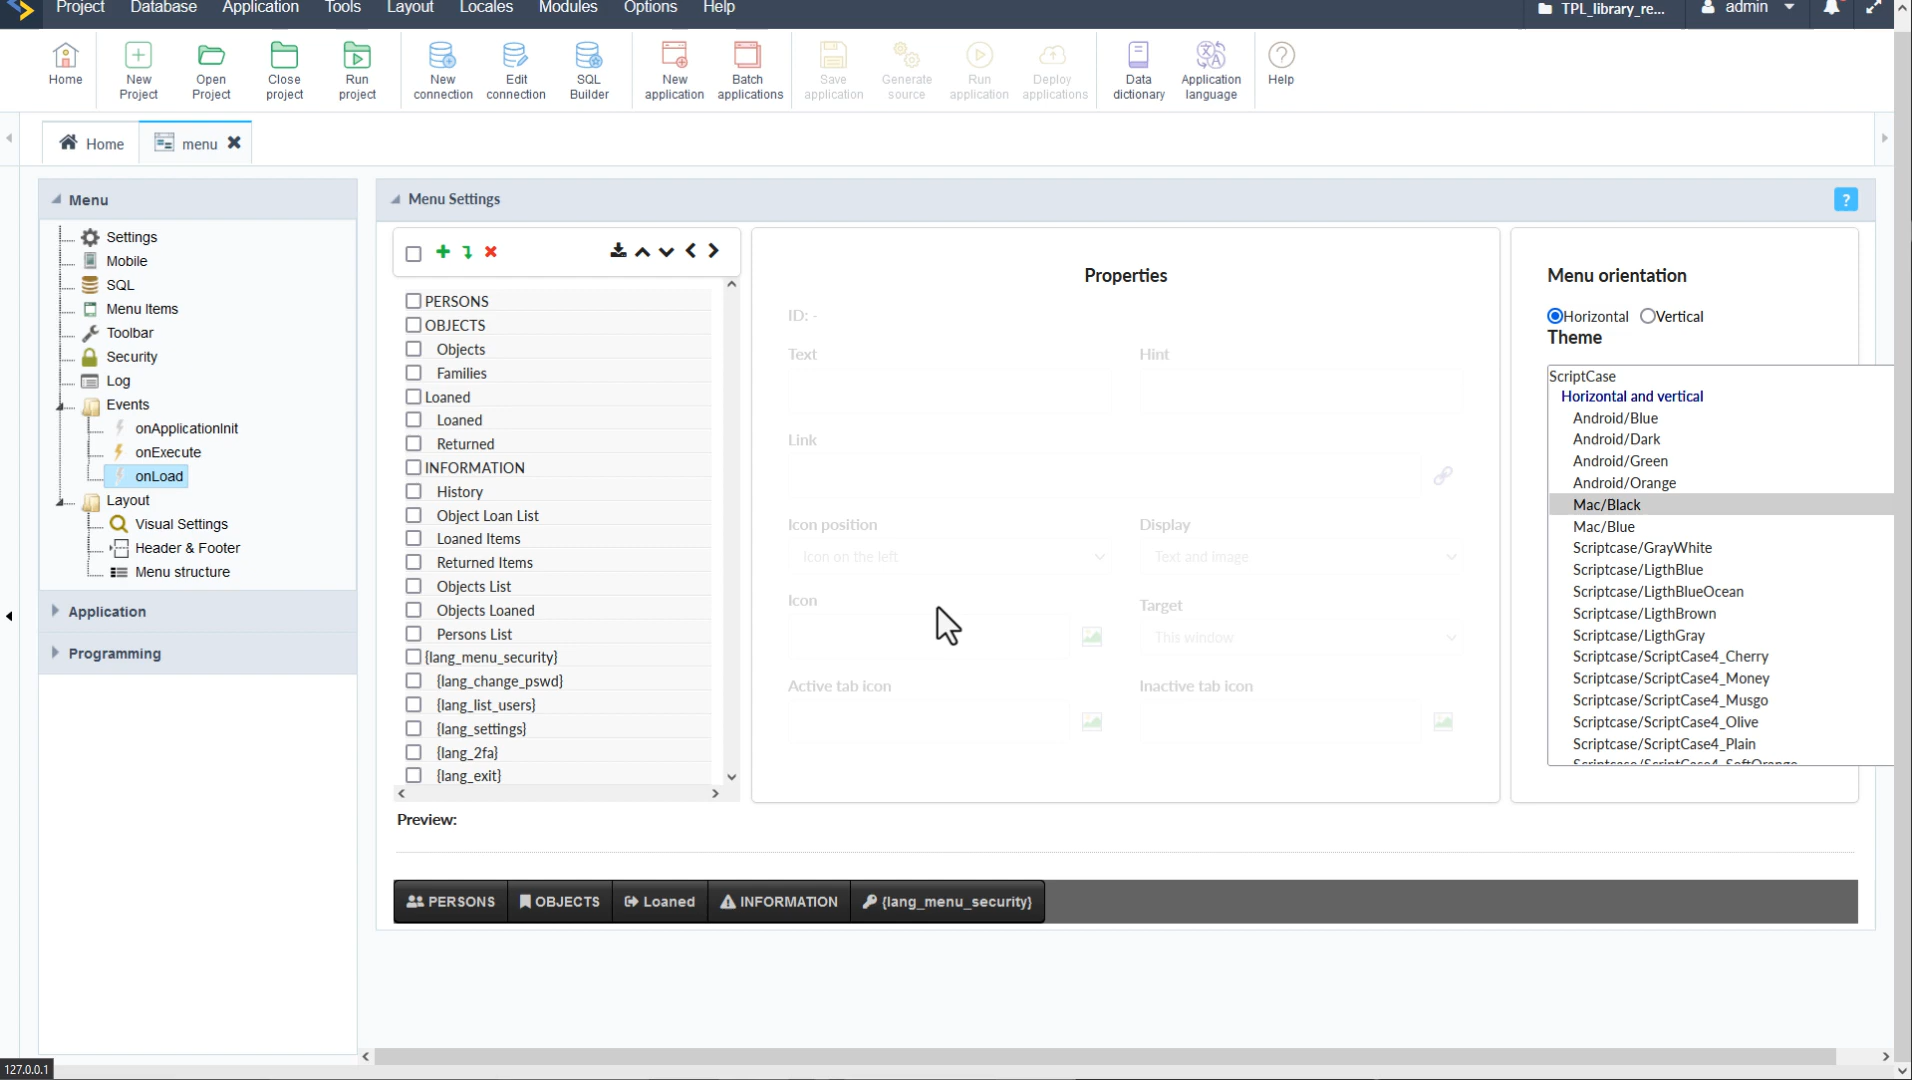 Project Database Application Tools Layout Locales Modules Options Help TPL_library_re... admin
Home
New Project
Open Project
Close project
Run project
New connection
Edit connection
SQL Builder
New application
Batch applications
Save application
Generate source
Run application
Deploy applications
Data dictionary
Application language
Help
Home menu
Menu
Settings
Mobile
SQL
Menu Items
Toolbar
Security
Log
Events
onApplicationInit
onExecute
onLoad
Layout
Visual Settings
Header & Footer
Menu structure
Application
Programming
Menu Settings ?
PERSONS
OBJECTS
Objects
Families
Loaned
Loaned
Returned
INFORMATION
History
Object Loan List
Loaned Items
Returned Items
Objects List
Objects Loaned
Persons List
{lang_menu_security}
{lang_change_pswd}
{lang_list_users}
{lang_settings}
{lang_2fa}
{lang_exit}
Properties
ID: -
Text Hint
Link
Icon position Display
Icon on the left Text and Image
Icon Target
This window
Active tab icon Inactive tab icon
Menu orientation
Horizontal Vertical
Theme
ScriptCase
Horizontal and vertical
Android/Blue
Android/Dark
Android/Green
Android/Orange
Mac/Black
Mac/Blue
Scriptcase/GrayWhite
Scriptcase/LigthBlue
Scriptcase/LigthBlueOcean
Scriptcase/LigthBrown
Scriptcase/LigthGray
Scriptcase/ScriptCase4_Cherry
Scriptcase/ScriptCase4_Money
Scriptcase/ScriptCase4_Musgo
Scriptcase/ScriptCase4_Olive
Scriptcase/ScriptCase4_Plain
Scriptcase/ScriptCase4_SoftOrange
Preview:
PERSONS OBJECTS Loaned INFORMATION {lang_menu_security}
127.0.0.1